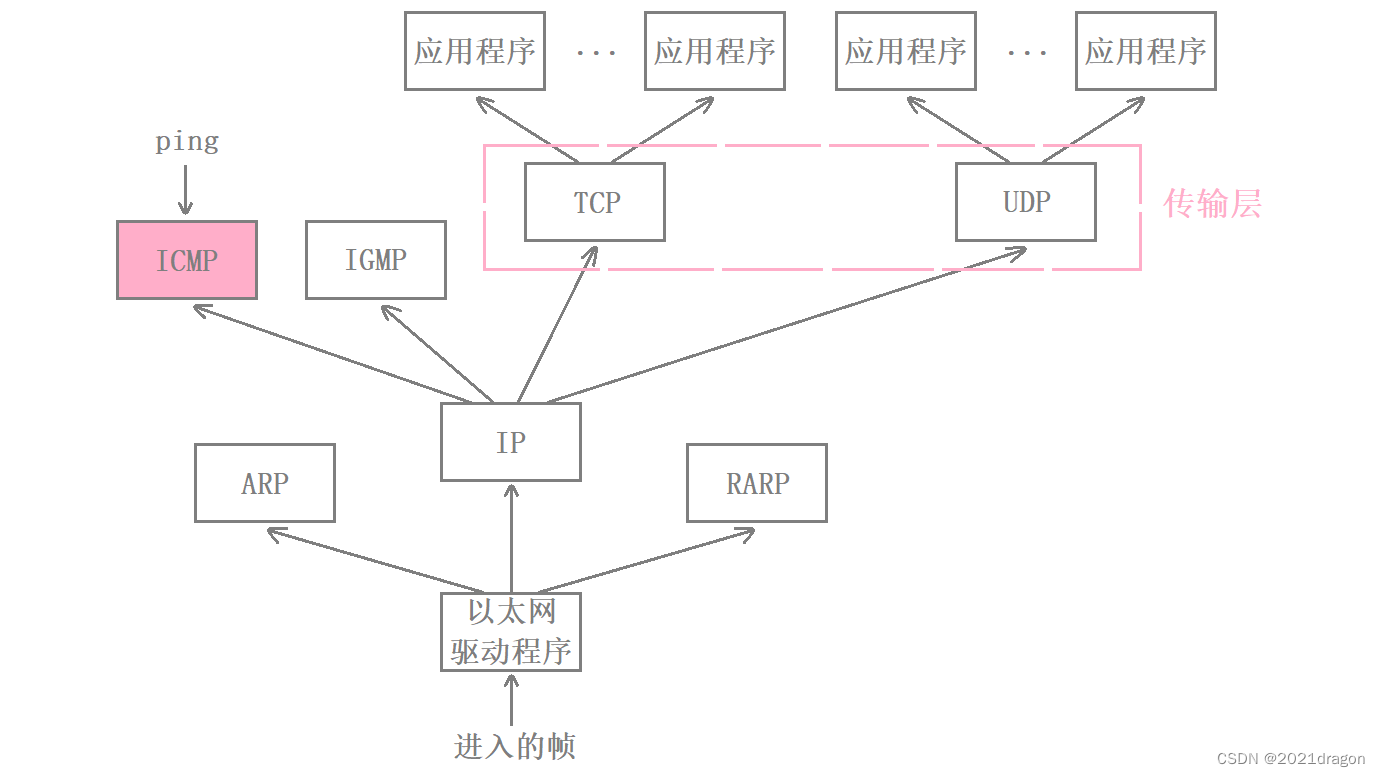 应用程序 ··· 应用程序 应用程序 ··· 应用程序
ping
TCP UDP 传输层
ICMP IGMP
IP
ARP RARP
以太网
驱动程序
进入的帧
CSDN @2021dragon